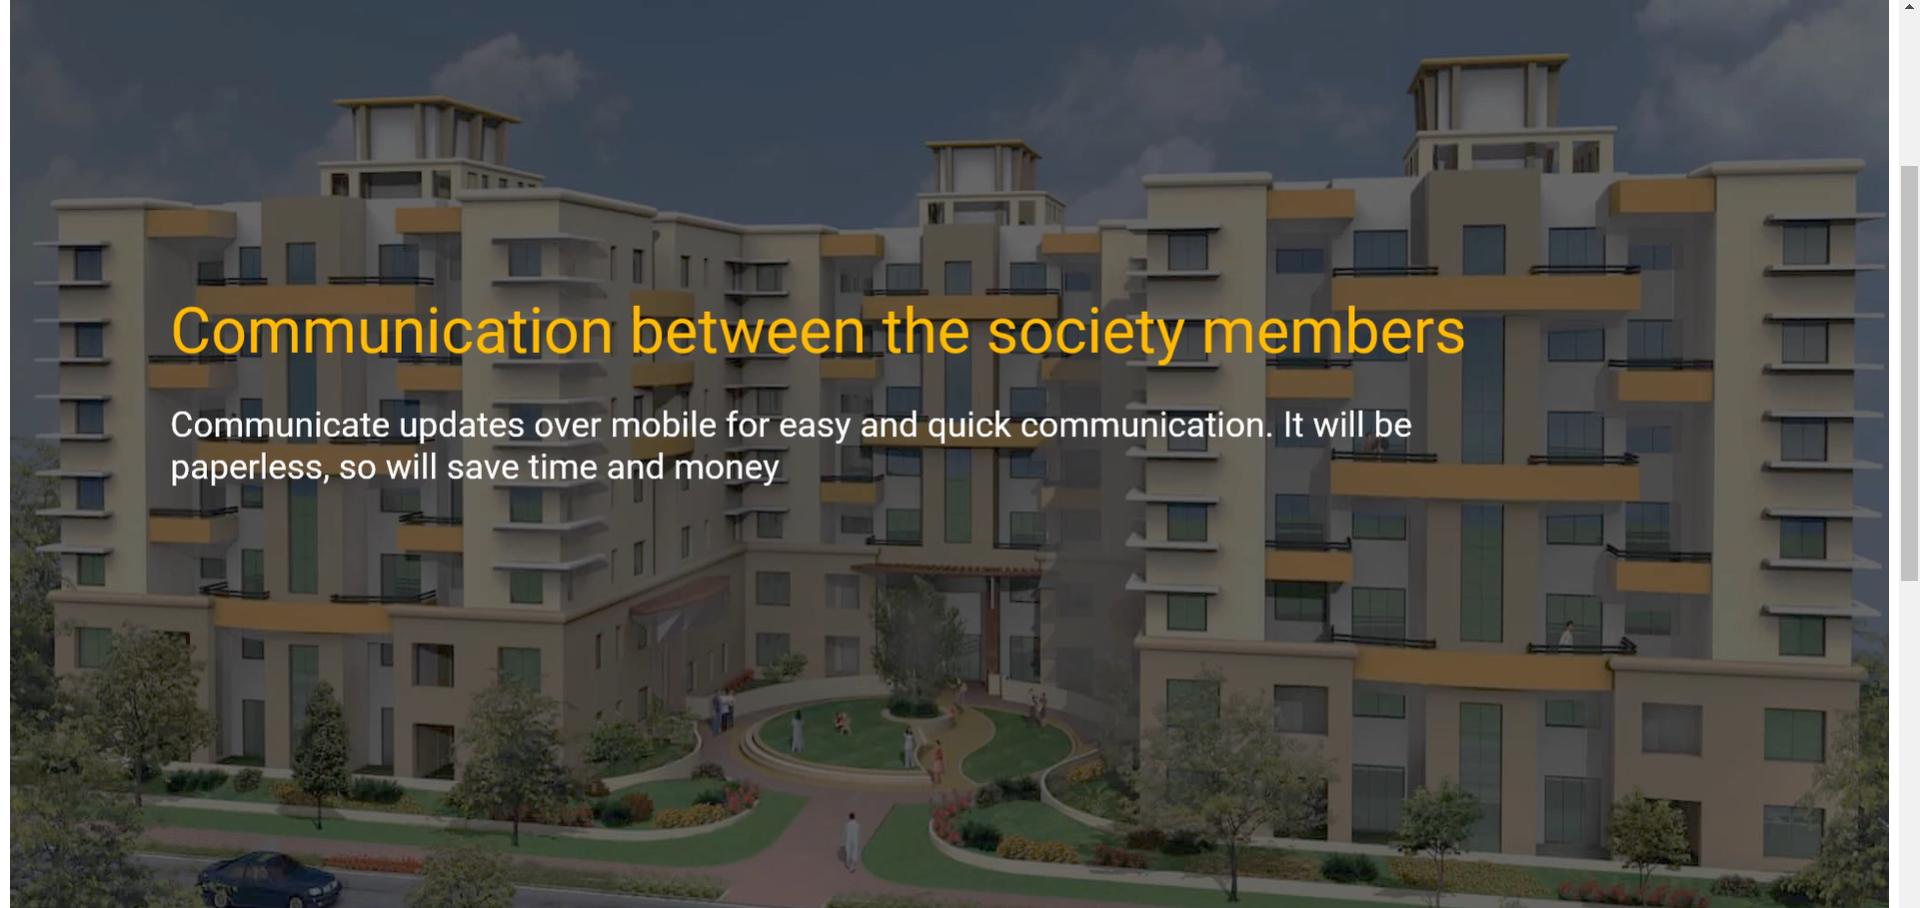 Communication between the society members
Communicate updates over mobile for easy and quick communication. It will be
paperless, so will save time and money